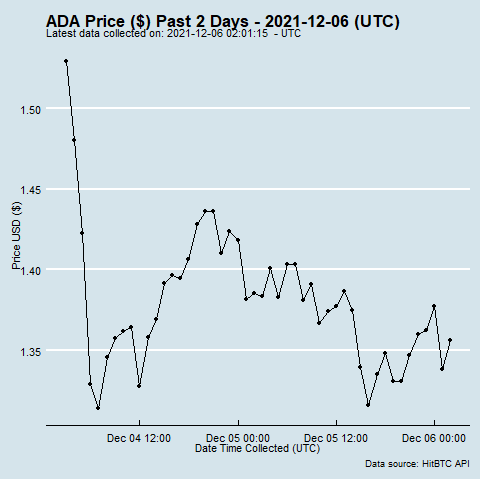 ADA Price ($) Past 2 Days - 2021-12-06 (UTC)
Latest data collected on: 2021-12-06 02:01:15 - UTC
1.50
1.45
1.40
1.35
Price USD ($)
Dec 04 12:00 Dec 05 00:00 Dec 05 12:00 Dec 06 00:00
Date Time Collected (UTC)
Data source: HitBTC API